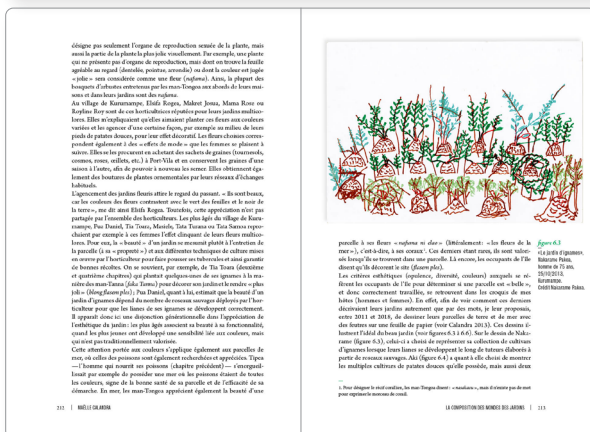 désigne pas seulement l'organe de reproduction sexuée de la plante, mais
aussi la partie de la plante la plus jolie visuellement. Par exemple, une plante
qui ne présente pas d'organe de reproduction, mais dont on trouve la feuille
agréable au regard (dentelée, pointue, arrondie) ou dont la couleur est jugée
« jolie » sera considérée comme une fleur (nafuma). Ainsi, la plupart des
bosquets d'arbustes entretenus par les man-Tongoa aux abords de leurs mai-
sons et dans leurs jardins sont des nafuma.
Au village de Kurumampe, Elsifa Rogea, Makret Josua, Mama Rose ou
Royline Roy sont de ces horticultrices réputées pour leurs jardins multico-
lores. Elles m'expliquaient qu'elles aimaient planter ces fleurs aux couleurs
variées et les agencer d'une certaine façon, par exemple au milieu de leurs
pieds de patates douces, pour leur effet décoratif. Les fleurs choisies corres-
pondent également à des « effets de mode » que les femmes se plaisent à
suivre. Elles se les procurent en achetant des sachets de graines (tournesols,
cosmos, roses, œillets, etc.) à Port-Vila et en conservent les graines d'une
saison à l'autre, afin de pouvoir à nouveau les semer. Elles obtiennent éga-
lement des boutures de plantes ornementales par leurs réseaux d'échanges
habituels.
L'agencement des jardins fleuris attire le regard du passant. « Ils sont beaux,
car les couleurs des fleurs contrastent avec le vert des feuilles et le noir de
la terre », me dit ainsi Elsifa Rogea. Toutefois, cette appréciation n'est pas
partagée par l'ensemble des horticulteurs. Les plus âgés du village de Kurum-
ampe, Pua Daniel, Tia Toara, Meriele, Tata Turana ou Tata Samoa repro-
chaient par exemple à ces femmes l'effet clinquant de leurs fleurs multico-
lores. Pour eux, la « beauté » d'un jardin se mesurait plutôt à l'entretien de
la parcelle (à sa « propreté ») et aux différentes techniques de culture mises
en œuvre par l'horticulteur pour faire pousser ses tubercules et ainsi garantir
de bonnes récoltes. On se souvient, par exemple, de Tia Toara (deuxième
et quatrième chapitres) qui plantait quelques-uns de ses ignames à la ma-
nière des man-Tanna (faka Tanna) pour décorer son jardin et le rendre « plus
joli » (blong flasem ples) ; Pua Daniel, quant à lui, estimait que la beauté d'un
jardin d'ignames dépend du nombre de roseaux sauvages déployés par l'hor-
ticulteur pour que les lianes de ses ignames se développent correctement.
Il apparaît donc ici une disjonction générationnelle dans l'appréciation de
l'esthétique du jardin : les plus âgés associent sa beauté à sa fonctionnalité,
quand les plus jeunes ont développé une sensibilité liée aux couleurs, mais
qui n'est pas traditionnellement valorisée.
Cette attention portée aux couleurs s'applique également aux parcelles de
mer, où celles des poissons sont également recherchées et appréciées. Tipea
—l'homme qui nourrit ses poissons (chapitre précédent) — s'enorgueil-
lissait par exemple de posséder une mer où les poissons étaient de toutes
les couleurs, signe de la bonne santé de sa parcelle et de l'efficacité de sa
démarche. En mer, les man-Tongoa apprécient également la beauté d'une
212 | MAËLLE CALANDRA
parcelle à ses fleurs « nafuma ni elau » (littéralement: « les fleurs de la
mer »), c'est-à-dire, à ses coraux¹. Ces derniers étant rares, ils sont valori-
sés lorsqu'ils se trouvent dans une parcelle. Là encore, les occupants de l'île
disent qu'ils décorent le site (flasem ples).
Les critères esthétiques (opulence, diversité, couleurs) auxquels se ré-
fèrent les occupants de l'île pour déterminer si une parcelle est « belle »,
et donc correctement travaillée, se retrouvent dans les croquis de mes
hôtes (hommes et femmes). En effet, afin de voir comment ces derniers
décrivaient leurs jardins autrement que par des mots, je leur proposais,
entre 2011 et 2018, de dessiner leurs parcelles de terre et de mer avec
des feutres sur une feuille de papier (voir Calandra 2013). Ces dessins il-
lustrent l'idéal du beau jardin (voir figures 6.3 à 6.6). Sur le dessin de Naka-
rome (figure 6.3), celui-ci a choisi de représenter sa collection de cultivars
d'ignames lorsque leurs lianes se développent le long de tuteurs élaborés à
partir de roseaux sauvages. Aki (figure 6.4) a quant à elle choisi de montrer
les multiples cultures de patates douces qu'elle possède, mais aussi deux
figure 6.3
«Le jardin d'ignames»,
Nakarome Pakoa,
homme de 75 ans,
25/10/2013,
Kurumampe.
Crédit Nakarome Pakoa.
1. Pour désigner le récif corallien, les man-Tongoa disent
mais n'existe pas de mot
pour exprimer le morceau de corail.
LA COMPOSITION DES MONDES DES JARDINS | 213